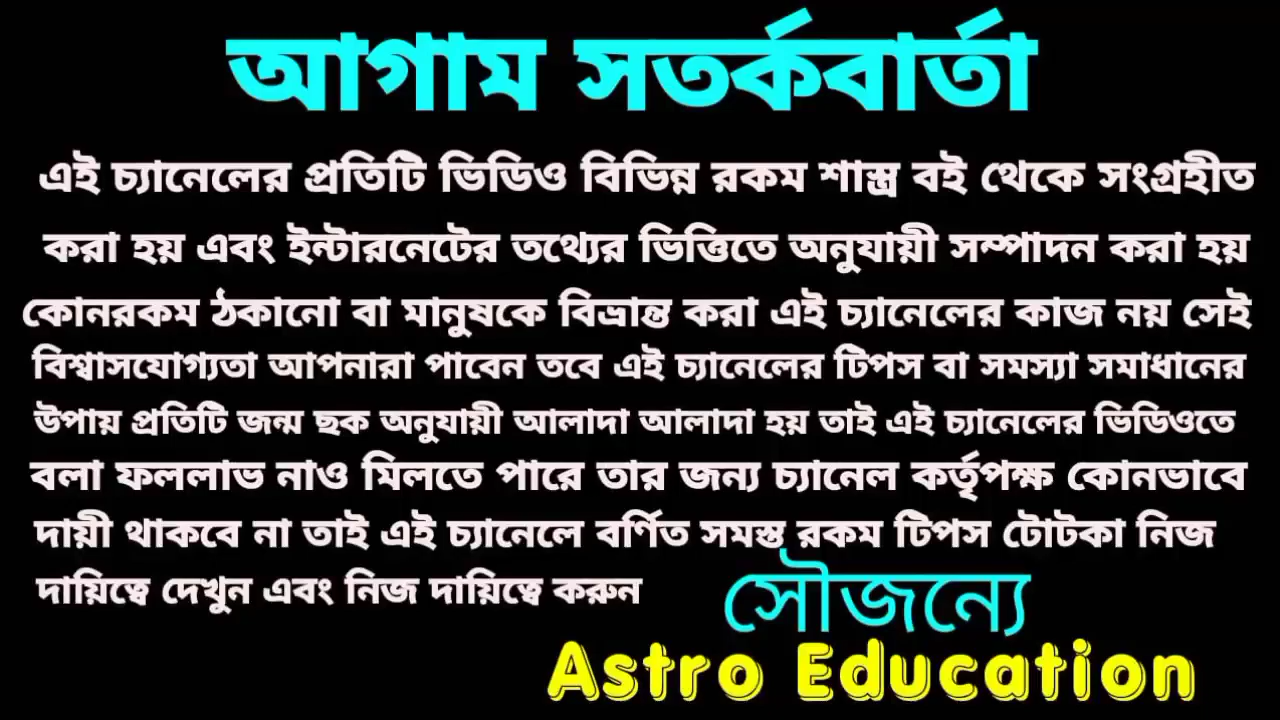 আগাম সতর্কবার্তা
এই চ্যানেলের প্রতিটি ভিডিও বিভিন্ন রকম শাস্ত্র বই থেকে সংগ্রহীত
করা হয় এবং ইন্টারনেটের তথ্যের ভিত্তিতে অনুযায়ী সম্পাদন করা হয়
কোনরকম ঠকানো বা মানুষকে বিভ্রান্ত করা এই চ্যানেলের কাজ নয় সেই
বিশ্বাসযোগ্যতা আপনারা পাবেন তবে এই চ্যানেলের টিপস বা সমস্যা সমাধানের
উপায় প্রতিটি জন্ম ছক অনুযায়ী আলাদা আলাদা হয় তাই এই চ্যানেলের ভিডিওতে
বলা ফললাভ নাও মিলতে পারে তার জন্য চ্যানেল কর্তৃপক্ষ কোনভাবে
দায়ী থাকবে না তাই এই চ্যানেলে বর্ণিত সমস্ত রকম টিপস টোটকা নিজ
দায়িত্বে দেখুন এবং নিজ দায়িত্বে করুন
সৌজন্যে
Astro Education